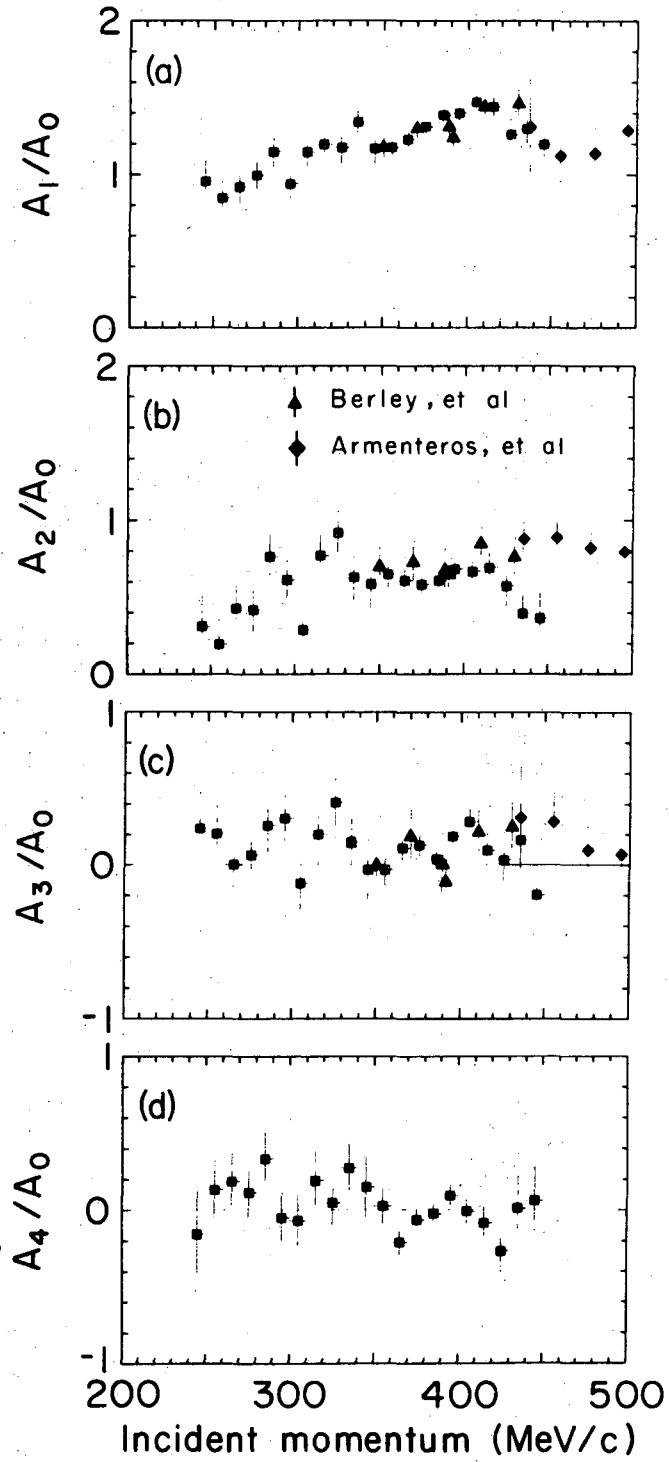 2
(a)
A1/A0
1
0
2
(b)
Berley, et al
Armenteros, et al
A2/A0
1
0
1
(c)
A3/A0
0
-1
1
(d)
A4/A0
0
-1
200 300 400 500
Incident momentum (MeV/c)